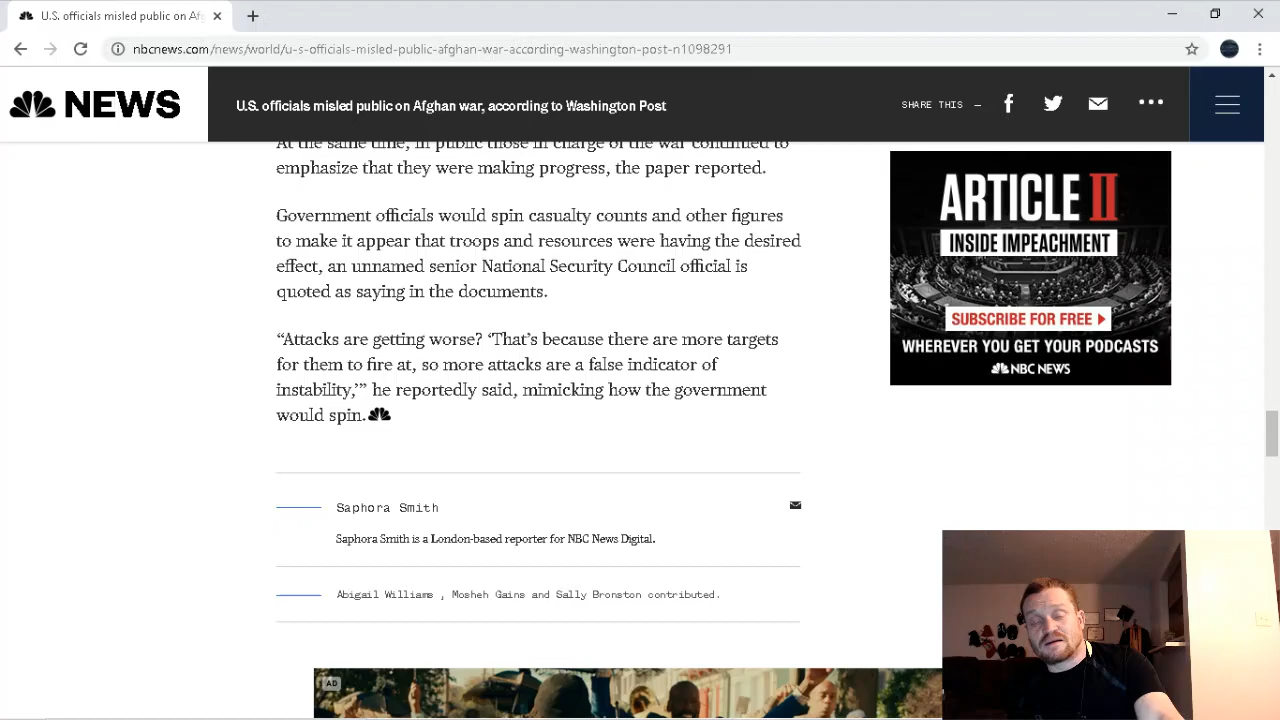 U.S. officials misled public on Af
nbcnews.com/news/world/u-s-officials-misled-public-afghan-war-according-washington-post-n1098291
NEWS
U.S. officials misled public on Afghan war, according to Washington Post
SHARE THIS —
At the same time, in public those in charge of the war continued to
emphasize that they were making progress, the paper reported.
Government officials would spin casualty counts and other figures
to make it appear that troops and resources were having the desired
effect, an unnamed senior National Security Council official is
quoted as saying in the documents.
“Attacks are getting worse? ‘That’s because there are more targets
for them to fire at, so more attacks are a false indicator of
instability,’” he reportedly said, mimicking how the government
would spin.
Saphora Smith
Saphora Smith is a London-based reporter for NBC News Digital.
Abigail Williams , Mosheh Gains and Sally Bronston contributed.
AD
ARTICLE II
INSIDE IMPEACHMENT
SUBSCRIBE FOR FREE
WHEREVER YOU GET YOUR PODCASTS
NBC NEWS